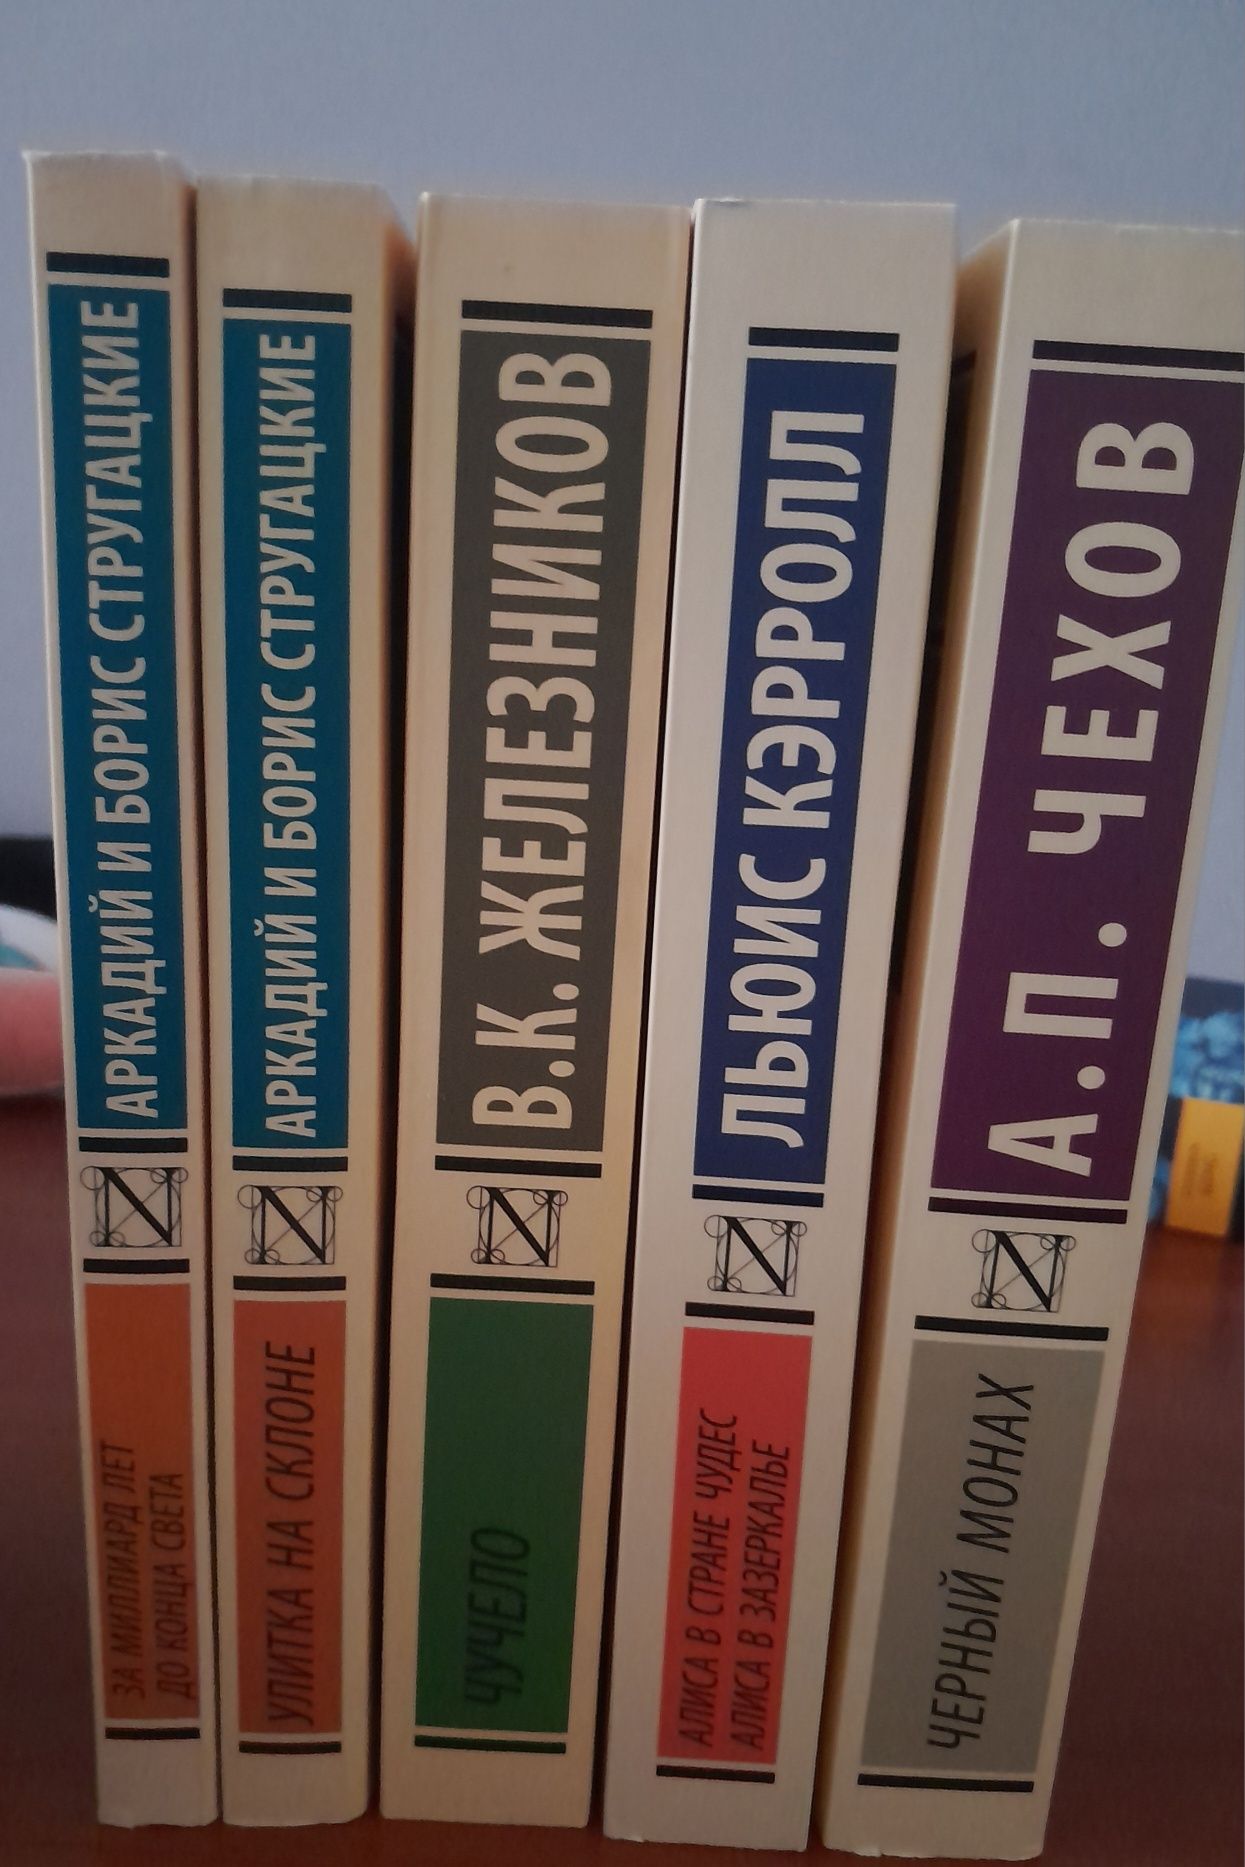 АРКАДИЙ И БОРИС СТРУГАЦКИЕ
ЗА МИЛЛИАРД ЛЕТ
ДО КОНЦА СВЕТА
АРКАДИЙ И БОРИС СТРУГАЦКИЕ
УЛИТКА НА СКЛОНЕ
В.К. ЖЕЛЕЗНИКОВ
ЧУЧЕЛО
ЛЬЮИС КЭРРОЛЛ
АЛИСА В СТРАНЕ ЧУДЕС
АЛИСА В ЗАЗЕРКАЛЬЕ
А.П. ЧЕХОВ
ЧЕРНЫЙ МОНАХ